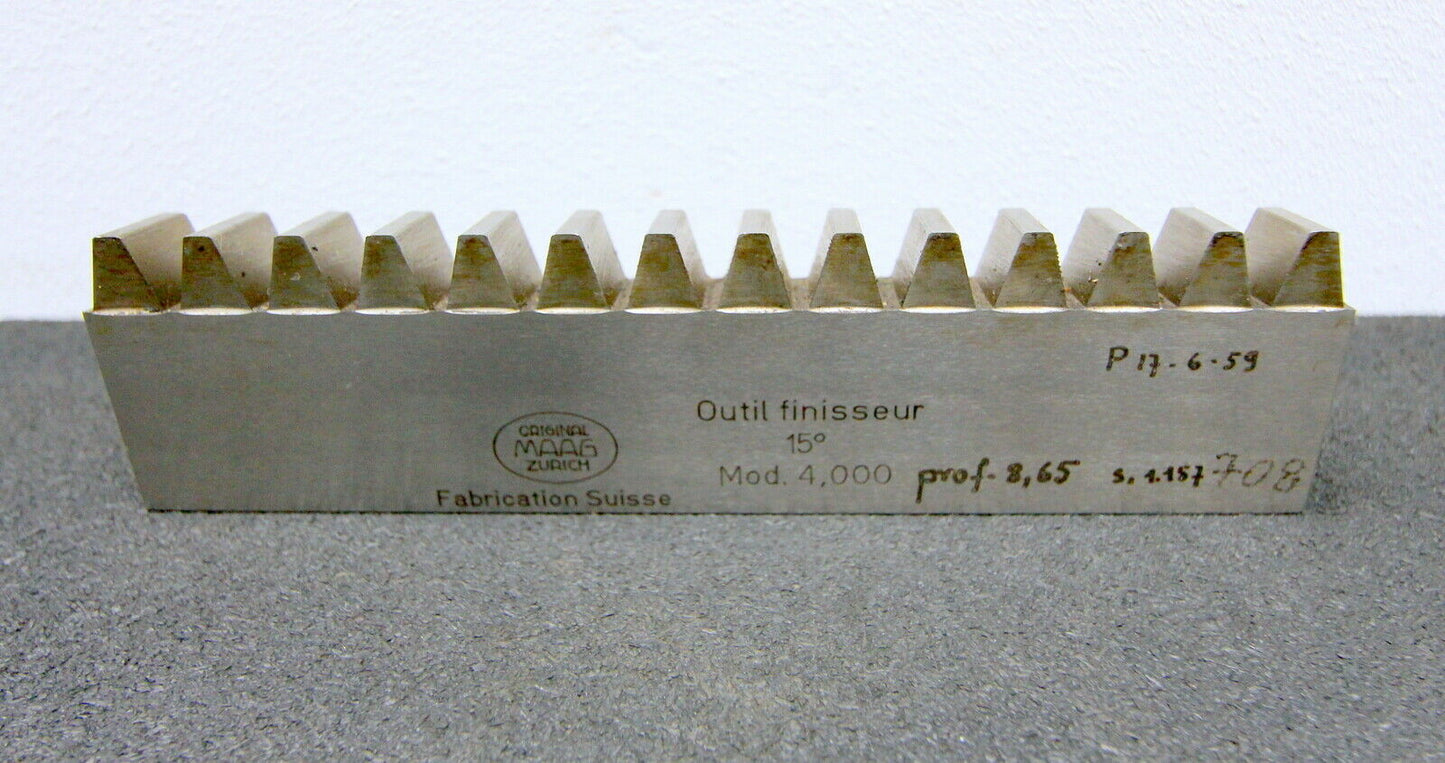 P 17-6-59
Outil finisseur
15°
ORIGINAL
MAAG
ZURICH
Mod. 4,000 prof. 8,65 s. 1.157 708
Fabrication Suisse